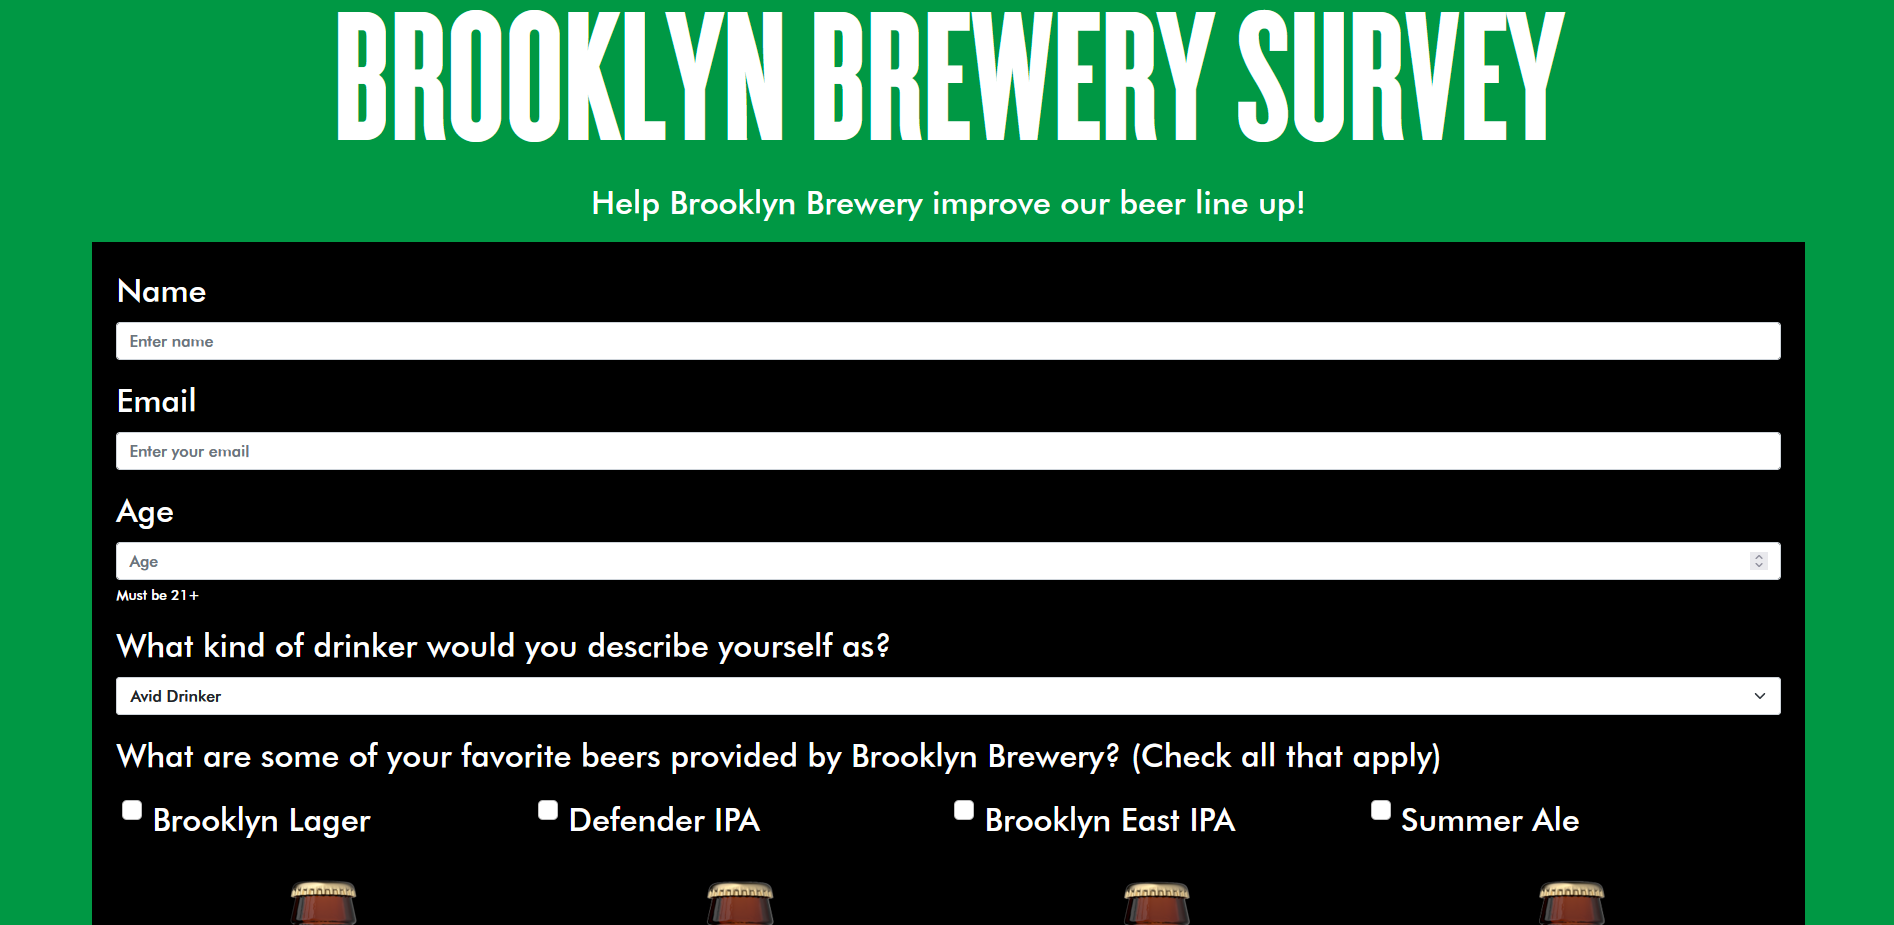 BROOKLYN BREWERY SURVEY
Help Brooklyn Brewery improve our beer line up!
Name
Enter name
Email
Enter your email
Age
Age
Must be 21+
What kind of drinker would you describe yourself as?
Avid Drinker
What are some of your favorite beers provided by Brooklyn Brewery? (Check all that apply)
Brooklyn Lager Defender IPA Brooklyn East IPA Summer Ale